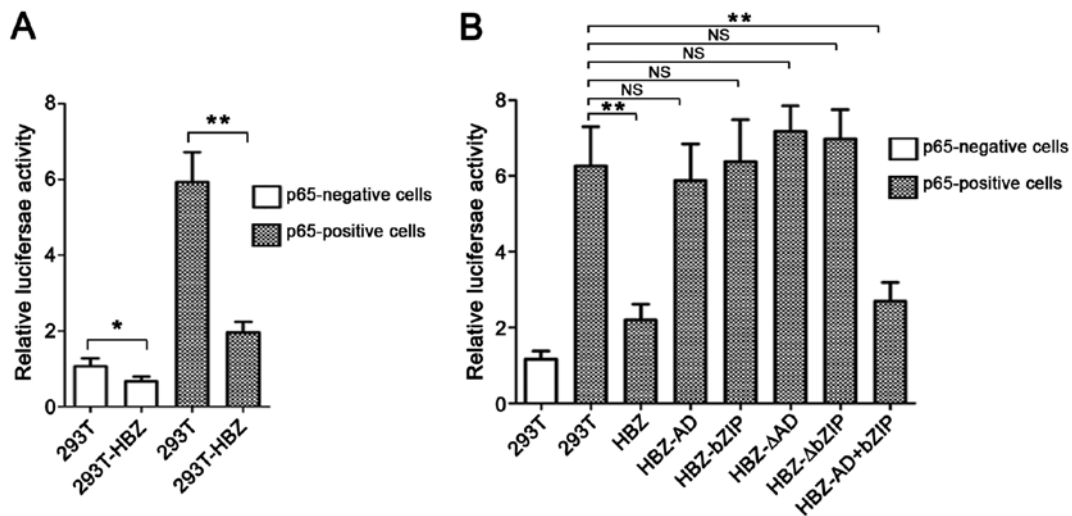 A
Relative lucifersae activity
8
6
4
2
0
**
*
p65-negative cells
p65-positive cells
293T
293T-HBZ
293T
293T-HBZ
B
Relative lucifersae activity
8
6
4
2
0
**
NS
NS
NS
NS
**
p65-negative cells
p65-positive cells
293T
293T
HBZ
HBZ-AD
HBZ-bZIP
HBZ-ΔAD
HBZ-ΔbZIP
HBZ-AD+bZIP